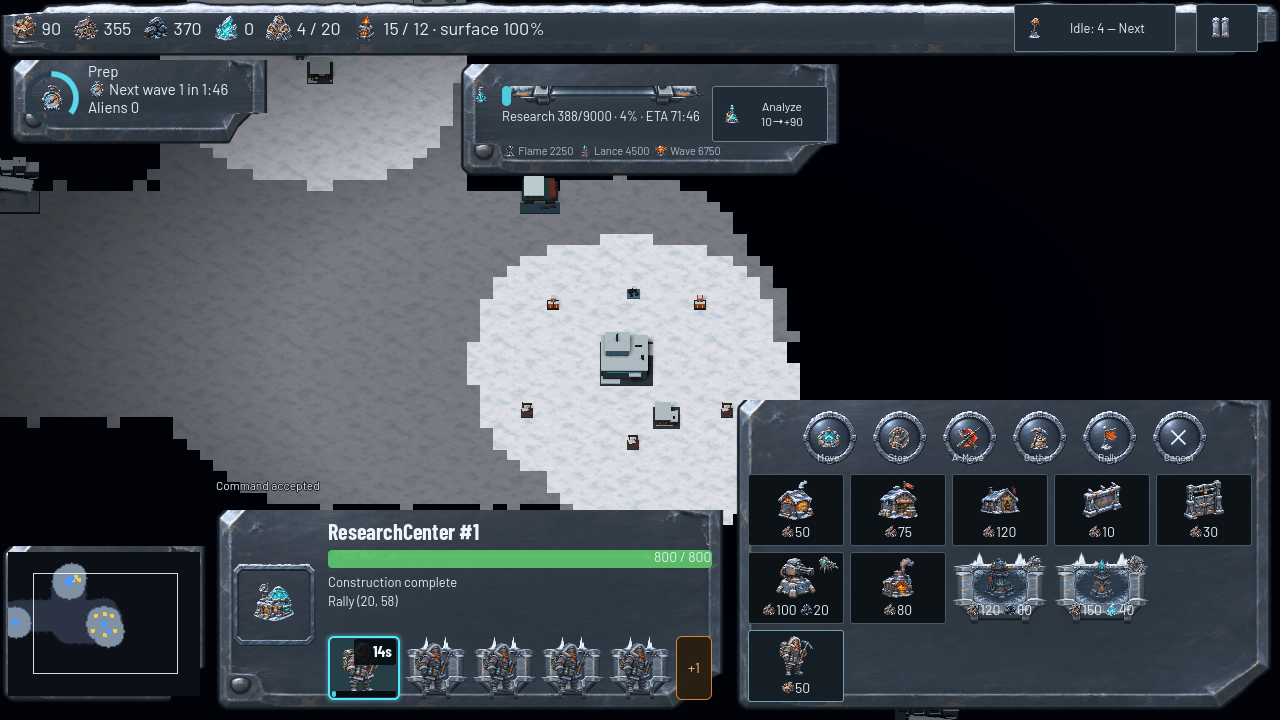 90
355
370
0
4 / 20
15 / 12 · surface 100%
Idle: 4 — Next
Prep
Next wave 1 in 1:46
Aliens 0
Research 388/9000 · 4% · ETA 71:46
Analyze
10→+90
Flame 2250
Lance 4500
Wave 6750
Command accepted
ResearchCenter #1
800 / 800
Construction complete
Rally (20, 58)
14s
+1
Move
Stop
A-Move
Gather
Rally
Cancel
50
75
120
10
30
100
20
80
120
80
150
40
50